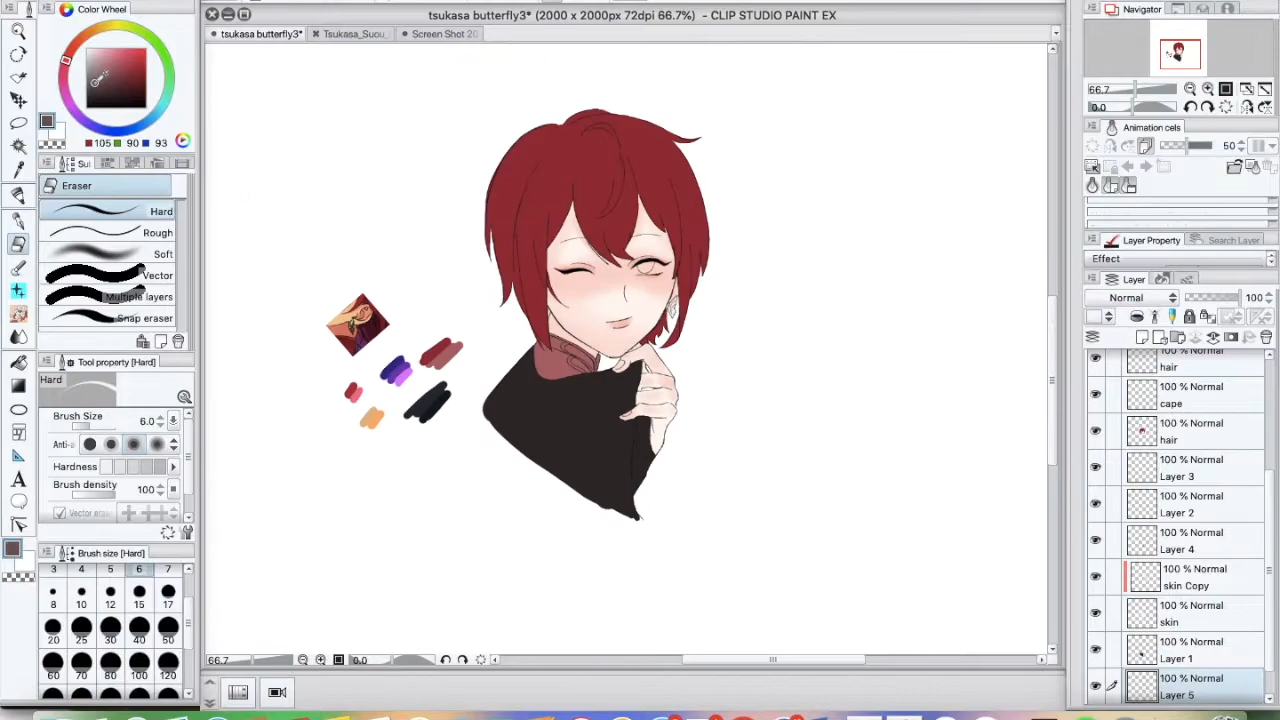 Color Wheel
tsukasa butterfly3* (2000 x 2000px 72dpi 66.7%) - CLIP STUDIO PAINT EX
tsukasa butterfly3*
Tsukasa_Suou_
Screen Shot 20
105 90 93
Eraser
Hard
Rough
Soft
Vector
Multiple layers
Snap eraser
Tool property [Hard]
Hard
Brush Size
6.0
Anti-a
Hardness
Brush density
100
Vector era
Brush size [Hard]
3 4 5 6 7
8 10 12 15 17
20 25 30 40 50
60 70 80 100 120
66.7
0.0
Navigator
66.7
0.0
Animation cels
50
Layer Property
Search Layer
Effect
Layer
Normal
100
100 % Normal
hair
100 % Normal
cape
100 % Normal
hair
100 % Normal
Layer 3
100 % Normal
Layer 2
100 % Normal
Layer 4
100 % Normal
skin Copy
100 % Normal
skin
100 % Normal
Layer 1
100 % Normal
Layer 5